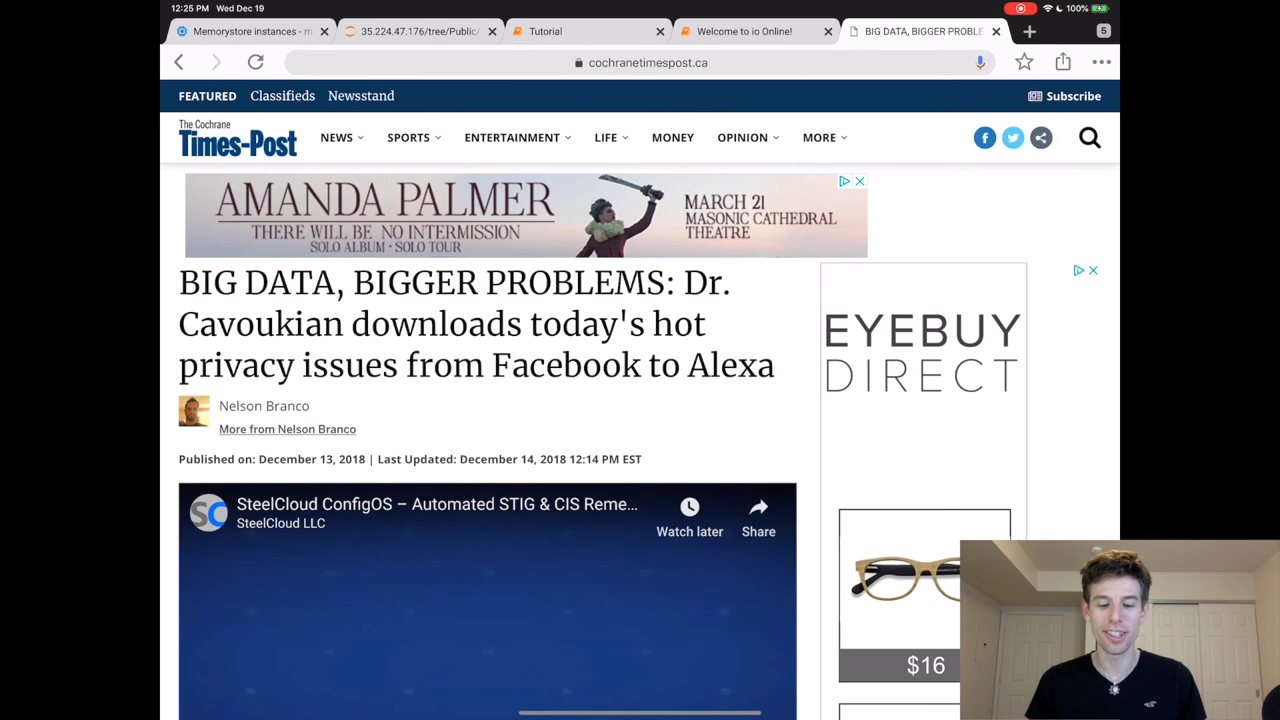 12:25 PM Wed Dec 19
100%
Memorystore instances - m
35.224.47.176/tree/Public/
Tutorial
Welcome to io Online!
BIG DATA, BIGGER PROBLE
5
cochranetimespost.ca
FEATURED Classifieds Newsstand
Subscribe
The Cochrane
Times-Post
NEWS SPORTS ENTERTAINMENT LIFE MONEY OPINION MORE
AMANDA PALMER
THERE WILL BE NO INTERMISSION
SOLO ALBUM · SOLO TOUR
MARCH 21
MASONIC CATHEDRAL
THEATRE
BIG DATA, BIGGER PROBLEMS: Dr.
Cavoukian downloads today's hot
privacy issues from Facebook to Alexa
Nelson Branco
More from Nelson Branco
Published on: December 13, 2018 | Last Updated: December 14, 2018 12:14 PM EST
SC
SteelCloud ConfigOS – Automated STIG & CIS Reme...
SteelCloud LLC
Watch later
Share
EYEBUY
DIRECT
$16